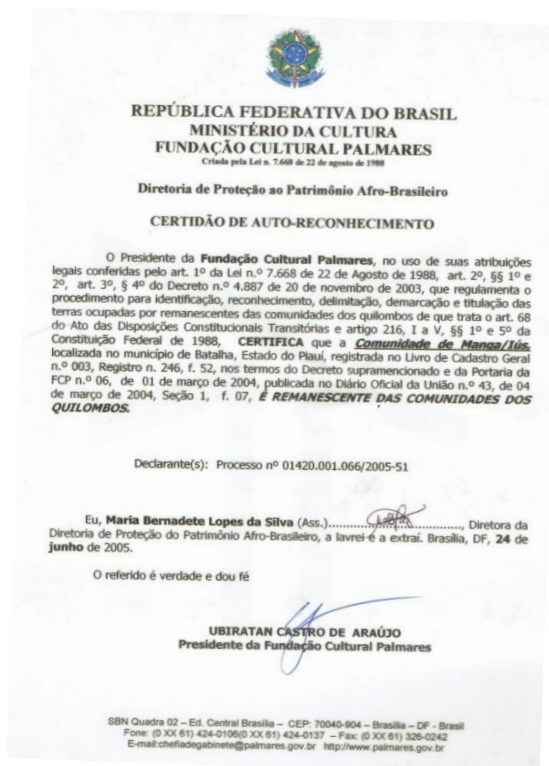 REPÚBLICA FEDERATIVA DO BRASIL
MINISTÉRIO DA CULTURA
FUNDAÇÃO CULTURAL PALMARES
Criada pela Lei n. 7.668 de 22 de agosto de 1988
Diretoria de Proteção ao Patrimônio Afro-Brasileiro
CERTIDÃO DE AUTO-RECONHECIMENTO
O Presidente da Fundação Cultural Palmares, no uso de suas atribuições
legais conferidas pelo art. 1º da Lei n.º 7.668 de 22 de Agosto de 1988, art. 2º, §§ 1º e
2º, art. 3º, § 4º do Decreto n.º 4.887 de 20 de novembro de 2003, que regulamenta o
procedimento para identificação, reconhecimento, delimitação, demarcação e titulação das
terras ocupadas por remanescentes das comunidades dos quilombos de que trata o art. 68
do Ato das Disposições Constitucionais Transitórias e artigo 216, I a V, §§ 1º e 5º da
Constituição Federal de 1988, CERTIFICA que a Comunidade de Manga/Iús,
localizada no município de Batalha, Estado do Piauí, registrada no Livro de Cadastro Geral
n.º 003, Registro n. 246, f. 52, nos termos do Decreto supramencionado e da Portaria da
FCP n.º 06, de 01 de março de 2004, publicada no Diário Oficial da União n.º 43, de 04
de março de 2004, Seção 1, f. 07, É REMANESCENTE DAS COMUNIDADES DOS
QUILOMBOS.
Declarante(s): Processo nº 01420.001.066/2005-51
Eu, Maria Bernadete Lopes da Silva (Ass.)........................................, Diretora da
Diretoria de Proteção do Patrimônio Afro-Brasileiro, a lavrei e a extraí. Brasília, DF, 24 de
junho de 2005.
O referido é verdade e dou fé
UBIRATAN CASTRO DE ARAÚJO
Presidente da Fundação Cultural Palmares
SBN Quadra 02 – Ed. Central Brasília – CEP: 70040-904 – Brasília – DF - Brasil
Fone: (0 XX 61) 424-0106(0 XX 61) 424-0137 – Fax: (0 XX 61) 326-0242
E-mail:chefiadegabinete@palmares.gov.br http://www.palmares.gov.br